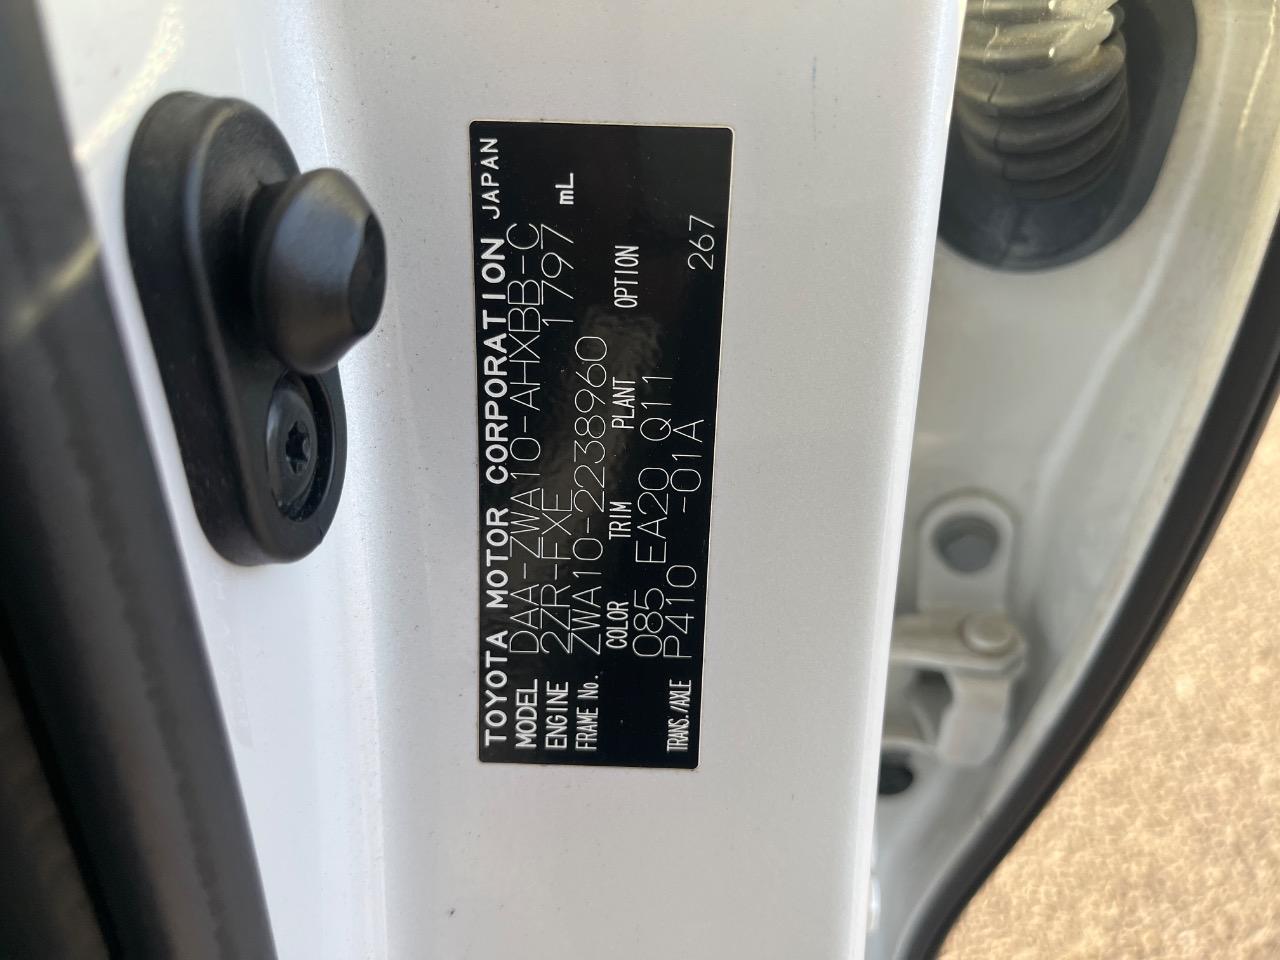 TOYOTA MOTOR CORPORATION JAPAN
MODEL DAA-ZWA10-AHXBB-C
ENGINE 2ZR-FXE 1797 mL
FRAME No. ZWA10-2238960
COLOR TRIM PLANT OPTION
085 EA20 Q11
TRANS./AXLE P410 -01A 267